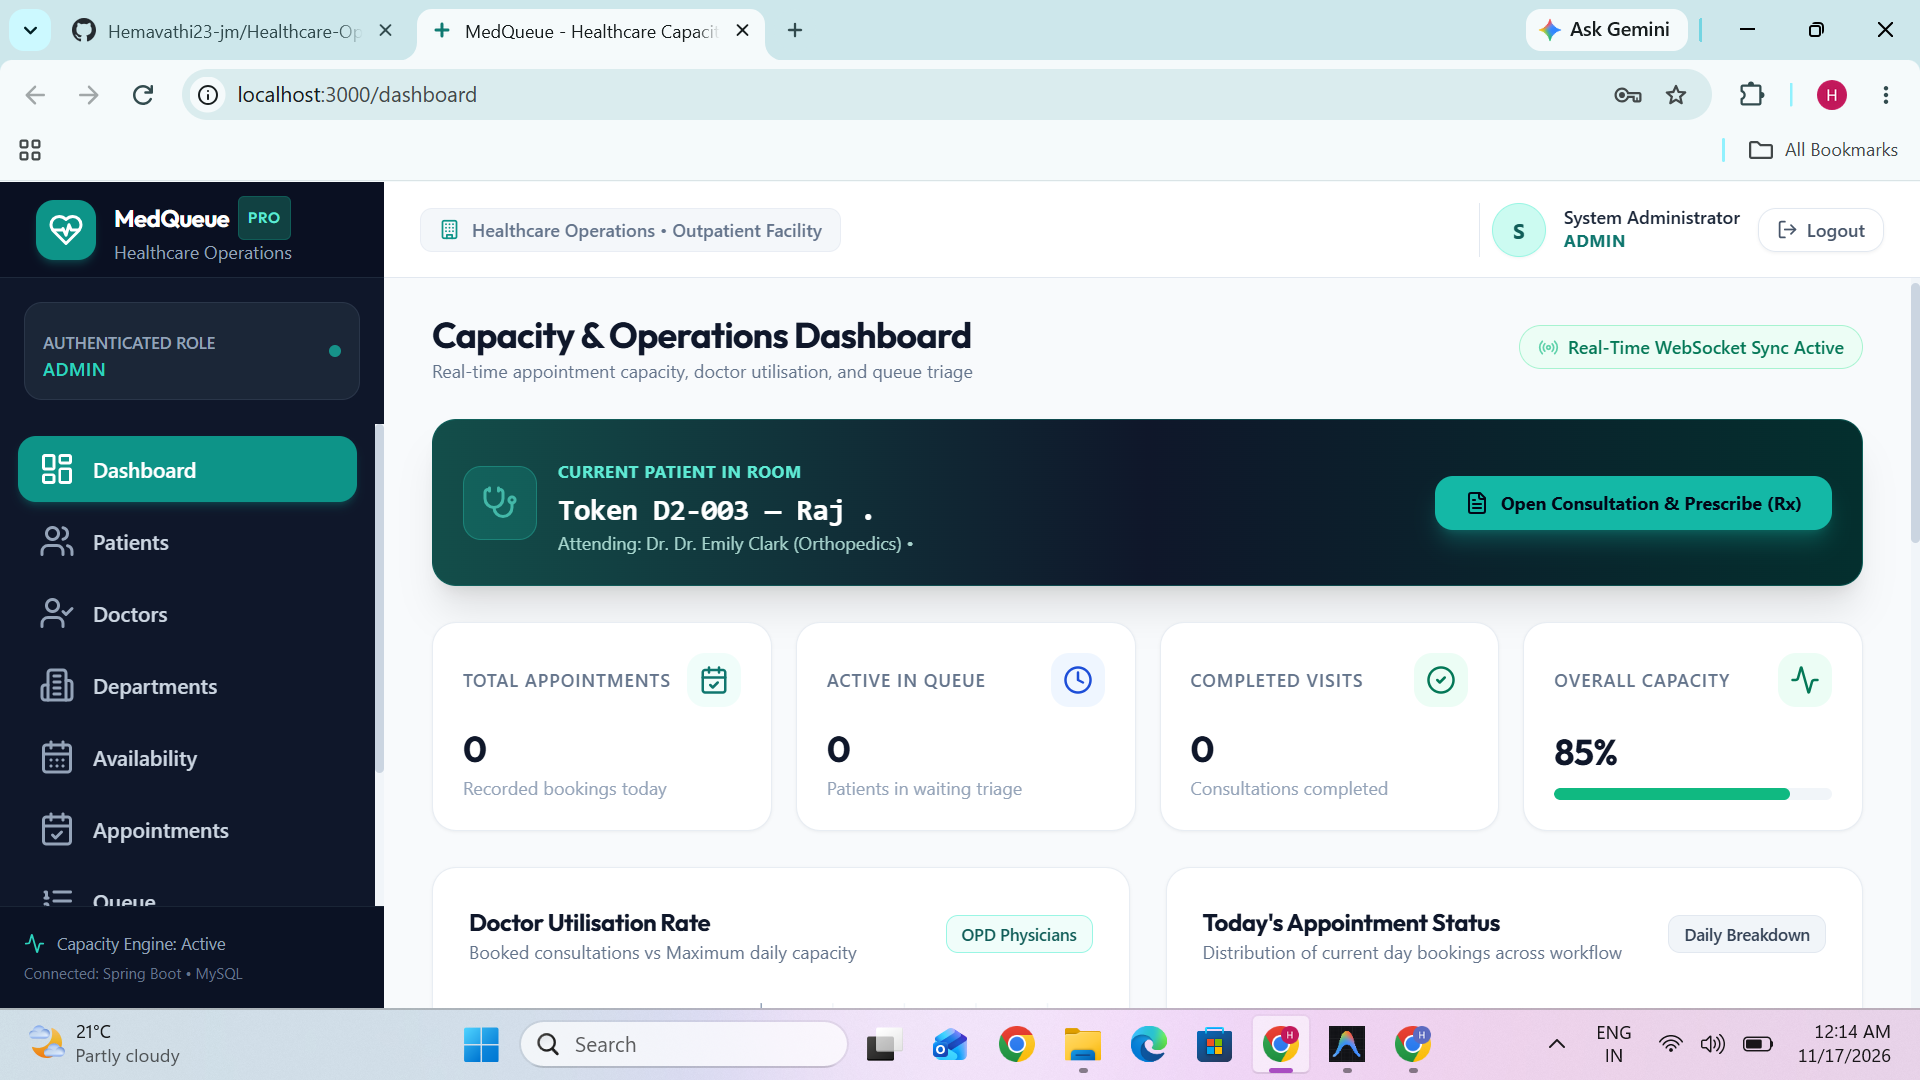 Hemavathi23-jm/Healthcare-Op
MedQueue - Healthcare Capacit
Ask Gemini
localhost:3000/dashboard
H
All Bookmarks
MedQueue PRO
Healthcare Operations
Healthcare Operations • Outpatient Facility
S
System Administrator
ADMIN
Logout
AUTHENTICATED ROLE
ADMIN
Dashboard
Patients
Doctors
Departments
Availability
Appointments
Queue
Capacity Engine: Active
Connected: Spring Boot • MySQL
Capacity & Operations Dashboard
Real-time appointment capacity, doctor utilisation, and queue triage
Real-Time WebSocket Sync Active
CURRENT PATIENT IN ROOM
Token D2-003 — Raj .
Attending: Dr. Dr. Emily Clark (Orthopedics) •
Open Consultation & Prescribe (Rx)
TOTAL APPOINTMENTS
0
Recorded bookings today
ACTIVE IN QUEUE
0
Patients in waiting triage
COMPLETED VISITS
0
Consultations completed
OVERALL CAPACITY
85%
Doctor Utilisation Rate
Booked consultations vs Maximum daily capacity
OPD Physicians
Today's Appointment Status
Distribution of current day bookings across workflow
Daily Breakdown
21°C
Partly cloudy
Search
H
H
ENG
IN
12:14 AM
11/17/2026